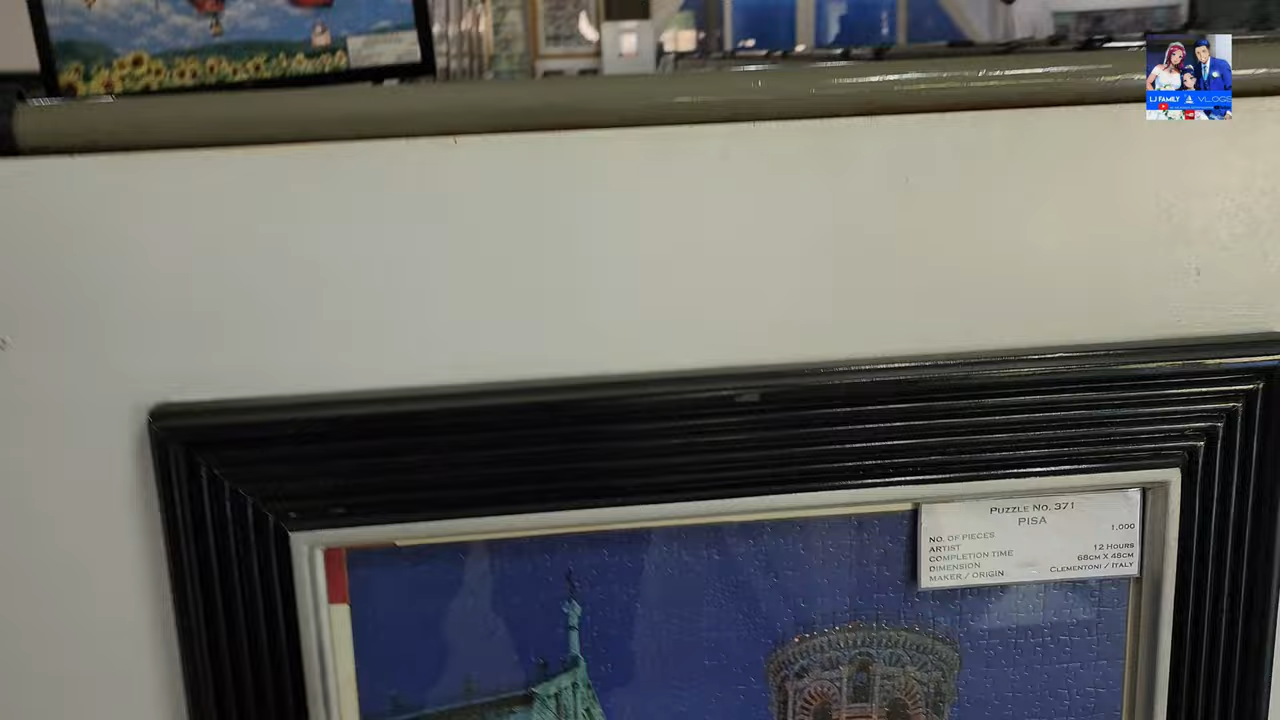 LJ FAMILY VLOGS
PUZZLE NO. 371
PISA
NO. OF PIECES 1,000
ARTIST
COMPLETION TIME 12 HOURS
DIMENSION 68CM X 48CM
MAKER / ORIGIN CLEMENTONI / ITALY